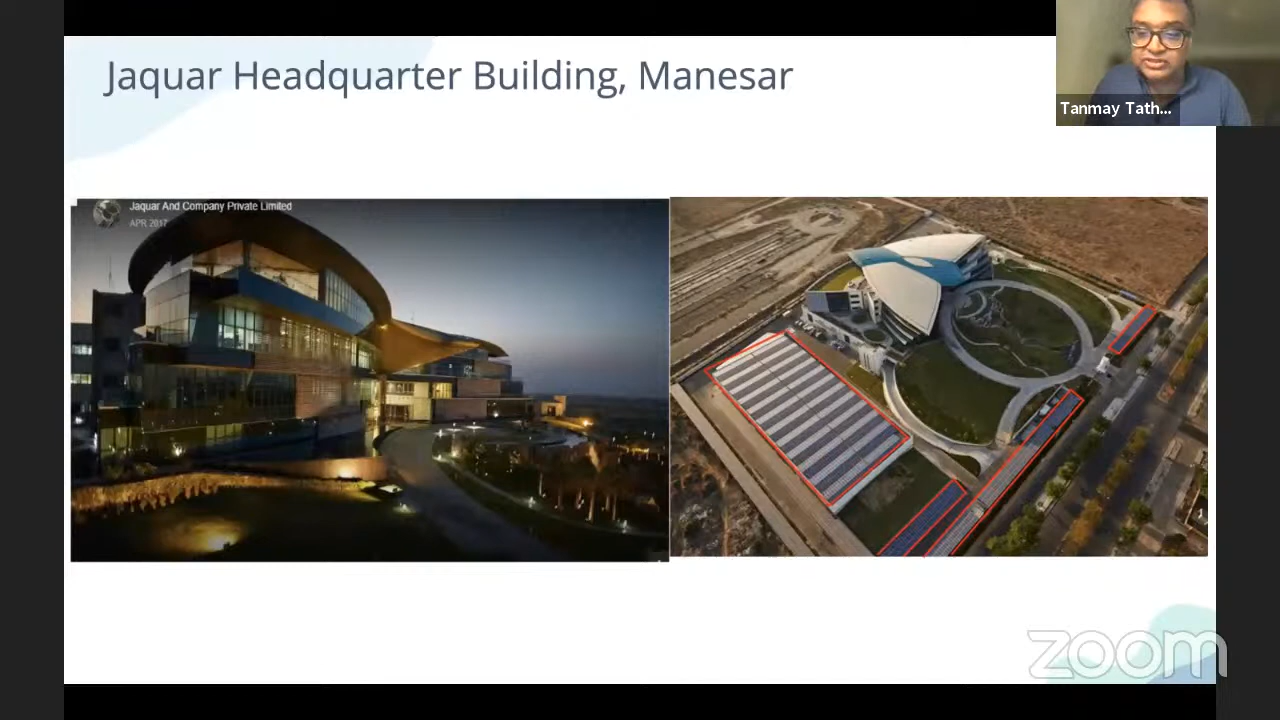 Jaquar Headquarter Building, Manesar
Tanmay Tath...
Jaquar And Company Private Limited
APR 2017
zoom